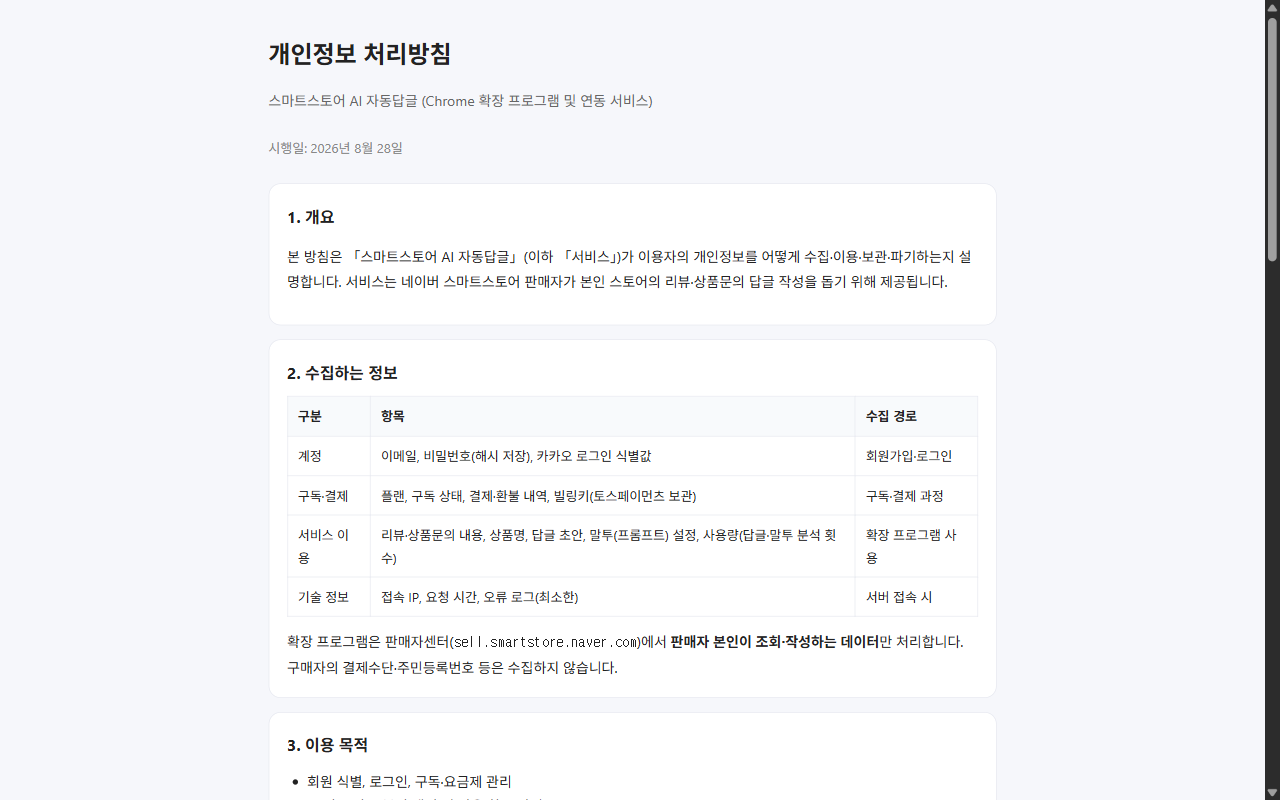 개인정보 처리방침
스마트스토어 AI 자동답글 (Chrome 확장 프로그램 및 연동 서비스)
시행일: 2026년 8월 28일
1. 개요
본 방침은 「스마트스토어 AI 자동답글」(이하 「서비스」)가 이용자의 개인정보를 어떻게 수집·이용·보관·파기하는지 설
명합니다. 서비스는 네이버 스마트스토어 판매자가 본인 스토어의 리뷰·상품문의 답글 작성을 돕기 위해 제공됩니다.
2. 수집하는 정보
구분 항목 수집 경로
계정 이메일, 비밀번호(해시 저장), 카카오 로그인 식별값 회원가입·로그인
구독·결제 플랜, 구독 상태, 결제·환불 내역, 빌링키(토스페이먼츠 보관) 구독·결제 과정
서비스 이 리뷰·상품문의 내용, 상품명, 답글 초안, 말투(프롬프트) 설정, 사용량(답글·말투 분석 횟 확장 프로그램 사
용 수) 용
기술 정보 접속 IP, 요청 시간, 오류 로그(최소한) 서버 접속 시
확장 프로그램은 판매자센터(sell.smartstore.naver.com)에서 판매자 본인이 조회·작성하는 데이터만 처리합니다.
구매자의 결제수단·주민등록번호 등은 수집하지 않습니다.
3. 이용 목적
• 회원 식별, 로그인, 구독·요금제 관리